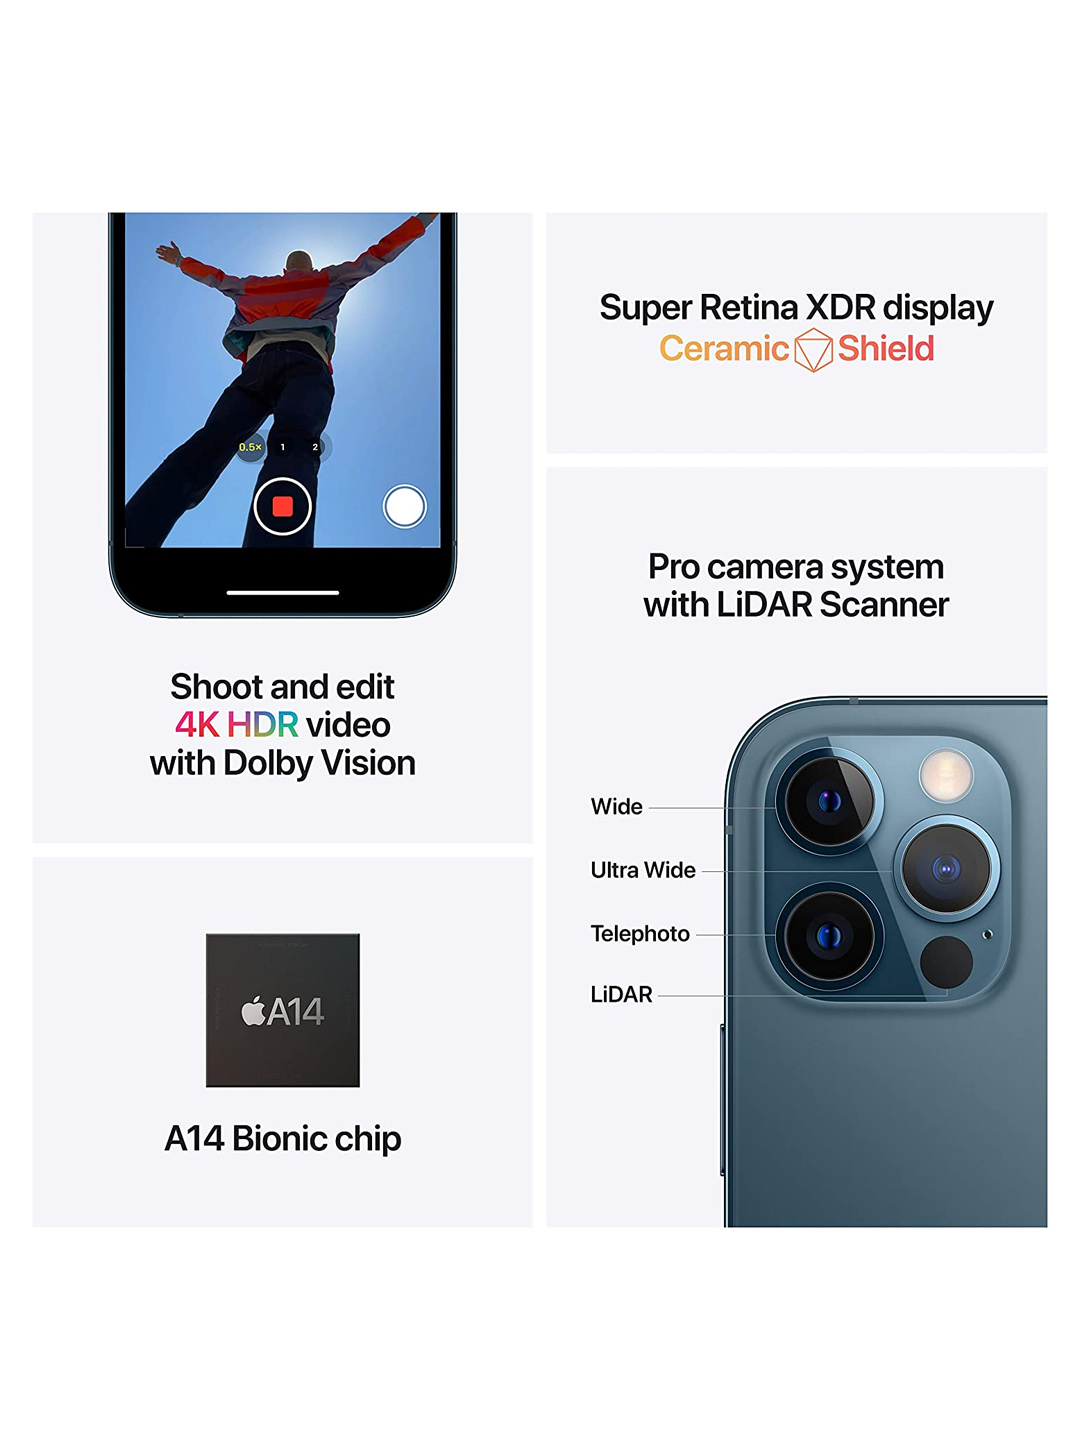 0.5×
1
2
Shoot and edit
4K HDR video
with Dolby Vision
A14
A14 Bionic chip
Super Retina XDR display
Ceramic Shield
Pro camera system
with LiDAR Scanner
Wide
Ultra Wide
Telephoto
LiDAR